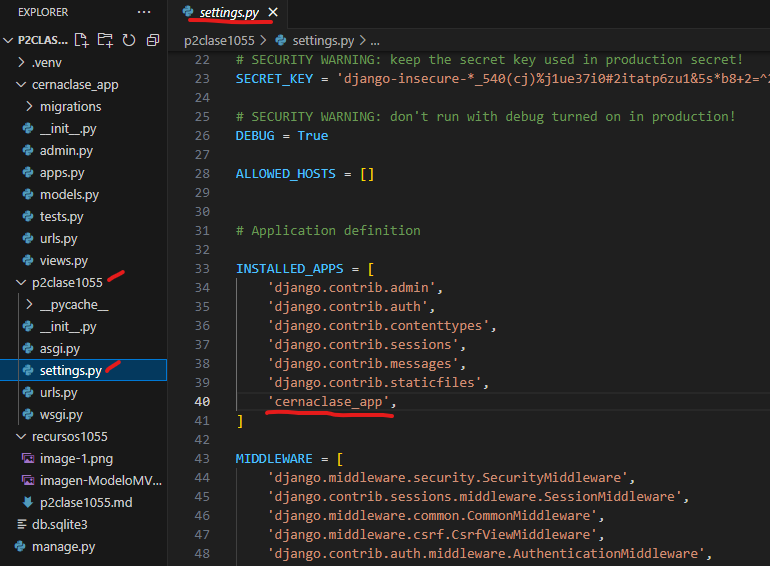 EXPLORER ...
P2CLAS...
.venv
cernaclase_app
migrations
__init__.py
admin.py
apps.py
models.py
tests.py
urls.py
views.py
p2clase1055
__pycache__
__init__.py
asgi.py
settings.py
urls.py
wsgi.py
recursos1055
image-1.png
imagen-ModeloMV...
p2clase1055.md
db.sqlite3
manage.py
settings.py
p2clase1055 > settings.py > ...
22 # SECURITY WARNING: keep the secret key used in production secret!
23 SECRET_KEY = 'django-insecure-*_540(cj)%j1ue37i0#2itatp6zu1&5s*b8+2=^
24
25 # SECURITY WARNING: don't run with debug turned on in production!
26 DEBUG = True
27
28 ALLOWED_HOSTS = []
29
30
31 # Application definition
32
33 INSTALLED_APPS = [
34 'django.contrib.admin',
35 'django.contrib.auth',
36 'django.contrib.contenttypes',
37 'django.contrib.sessions',
38 'django.contrib.messages',
39 'django.contrib.staticfiles',
40 'cernaclase_app',
41 ]
42
43 MIDDLEWARE = [
44 'django.middleware.security.SecurityMiddleware',
45 'django.contrib.sessions.middleware.SessionMiddleware',
46 'django.middleware.common.CommonMiddleware',
47 'django.middleware.csrf.CsrfViewMiddleware',
48 'django.contrib.auth.middleware.AuthenticationMiddleware',